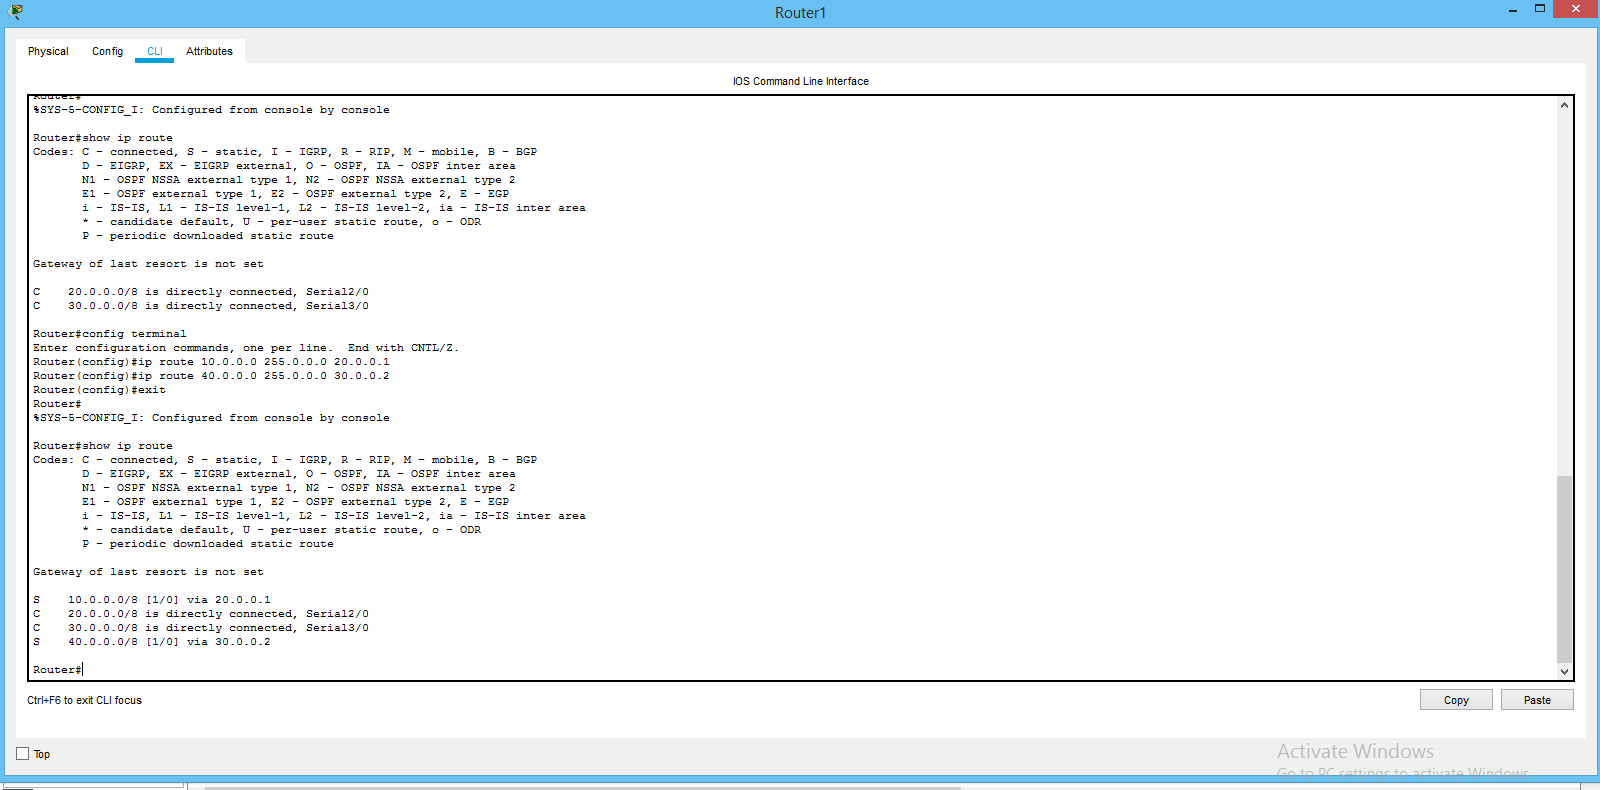 Router1
Physical Config CLI Attributes
IOS Command Line Interface
Router#
%SYS-5-CONFIG_I: Configured from console by console
Router#show ip route
Codes: C - connected, S - static, I - IGRP, R - RIP, M - mobile, B - BGP
D - EIGRP, EX - EIGRP external, O - OSPF, IA - OSPF inter area
N1 - OSPF NSSA external type 1, N2 - OSPF NSSA external type 2
E1 - OSPF external type 1, E2 - OSPF external type 2, E - EGP
i - IS-IS, L1 - IS-IS level-1, L2 - IS-IS level-2, ia - IS-IS inter area
* - candidate default, U - per-user static route, o - ODR
P - periodic downloaded static route
Gateway of last resort is not set
C 20.0.0.0/8 is directly connected, Serial2/0
C 30.0.0.0/8 is directly connected, Serial3/0
Router#config terminal
Enter configuration commands, one per line. End with CNTL/Z.
Router(config)#ip route 10.0.0.0 255.0.0.0 20.0.0.1
Router(config)#ip route 40.0.0.0 255.0.0.0 30.0.0.2
Router(config)#exit
Router#
%SYS-5-CONFIG_I: Configured from console by console
Router#show ip route
Codes: C - connected, S - static, I - IGRP, R - RIP, M - mobile, B - BGP
D - EIGRP, EX - EIGRP external, O - OSPF, IA - OSPF inter area
N1 - OSPF NSSA external type 1, N2 - OSPF NSSA external type 2
E1 - OSPF external type 1, E2 - OSPF external type 2, E - EGP
i - IS-IS, L1 - IS-IS level-1, L2 - IS-IS level-2, ia - IS-IS inter area
* - candidate default, U - per-user static route, o - ODR
P - periodic downloaded static route
Gateway of last resort is not set
S 10.0.0.0/8 [1/0] via 20.0.0.1
C 20.0.0.0/8 is directly connected, Serial2/0
C 30.0.0.0/8 is directly connected, Serial3/0
S 40.0.0.0/8 [1/0] via 30.0.0.2
Router#
Ctrl+F6 to exit CLI focus
Copy Paste
Top
Activate Windows
Go to PC settings to activate Windows.